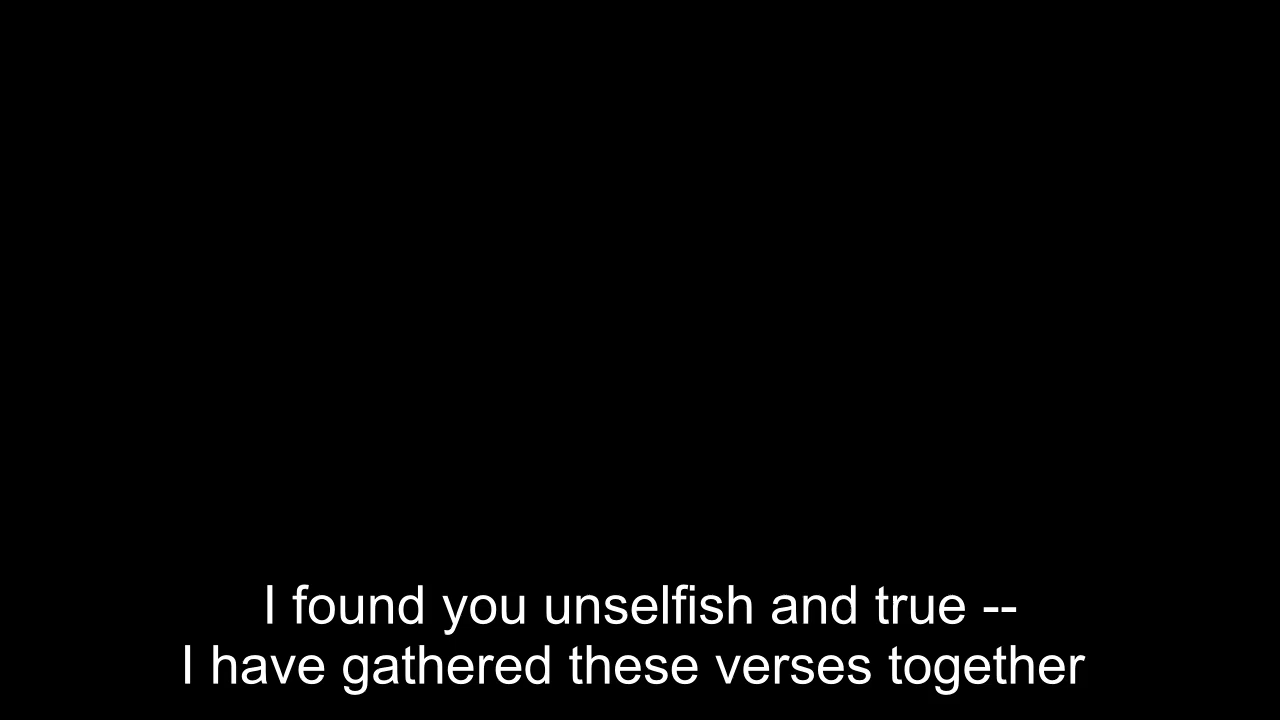 I found you unselfish and true --
I have gathered these verses together